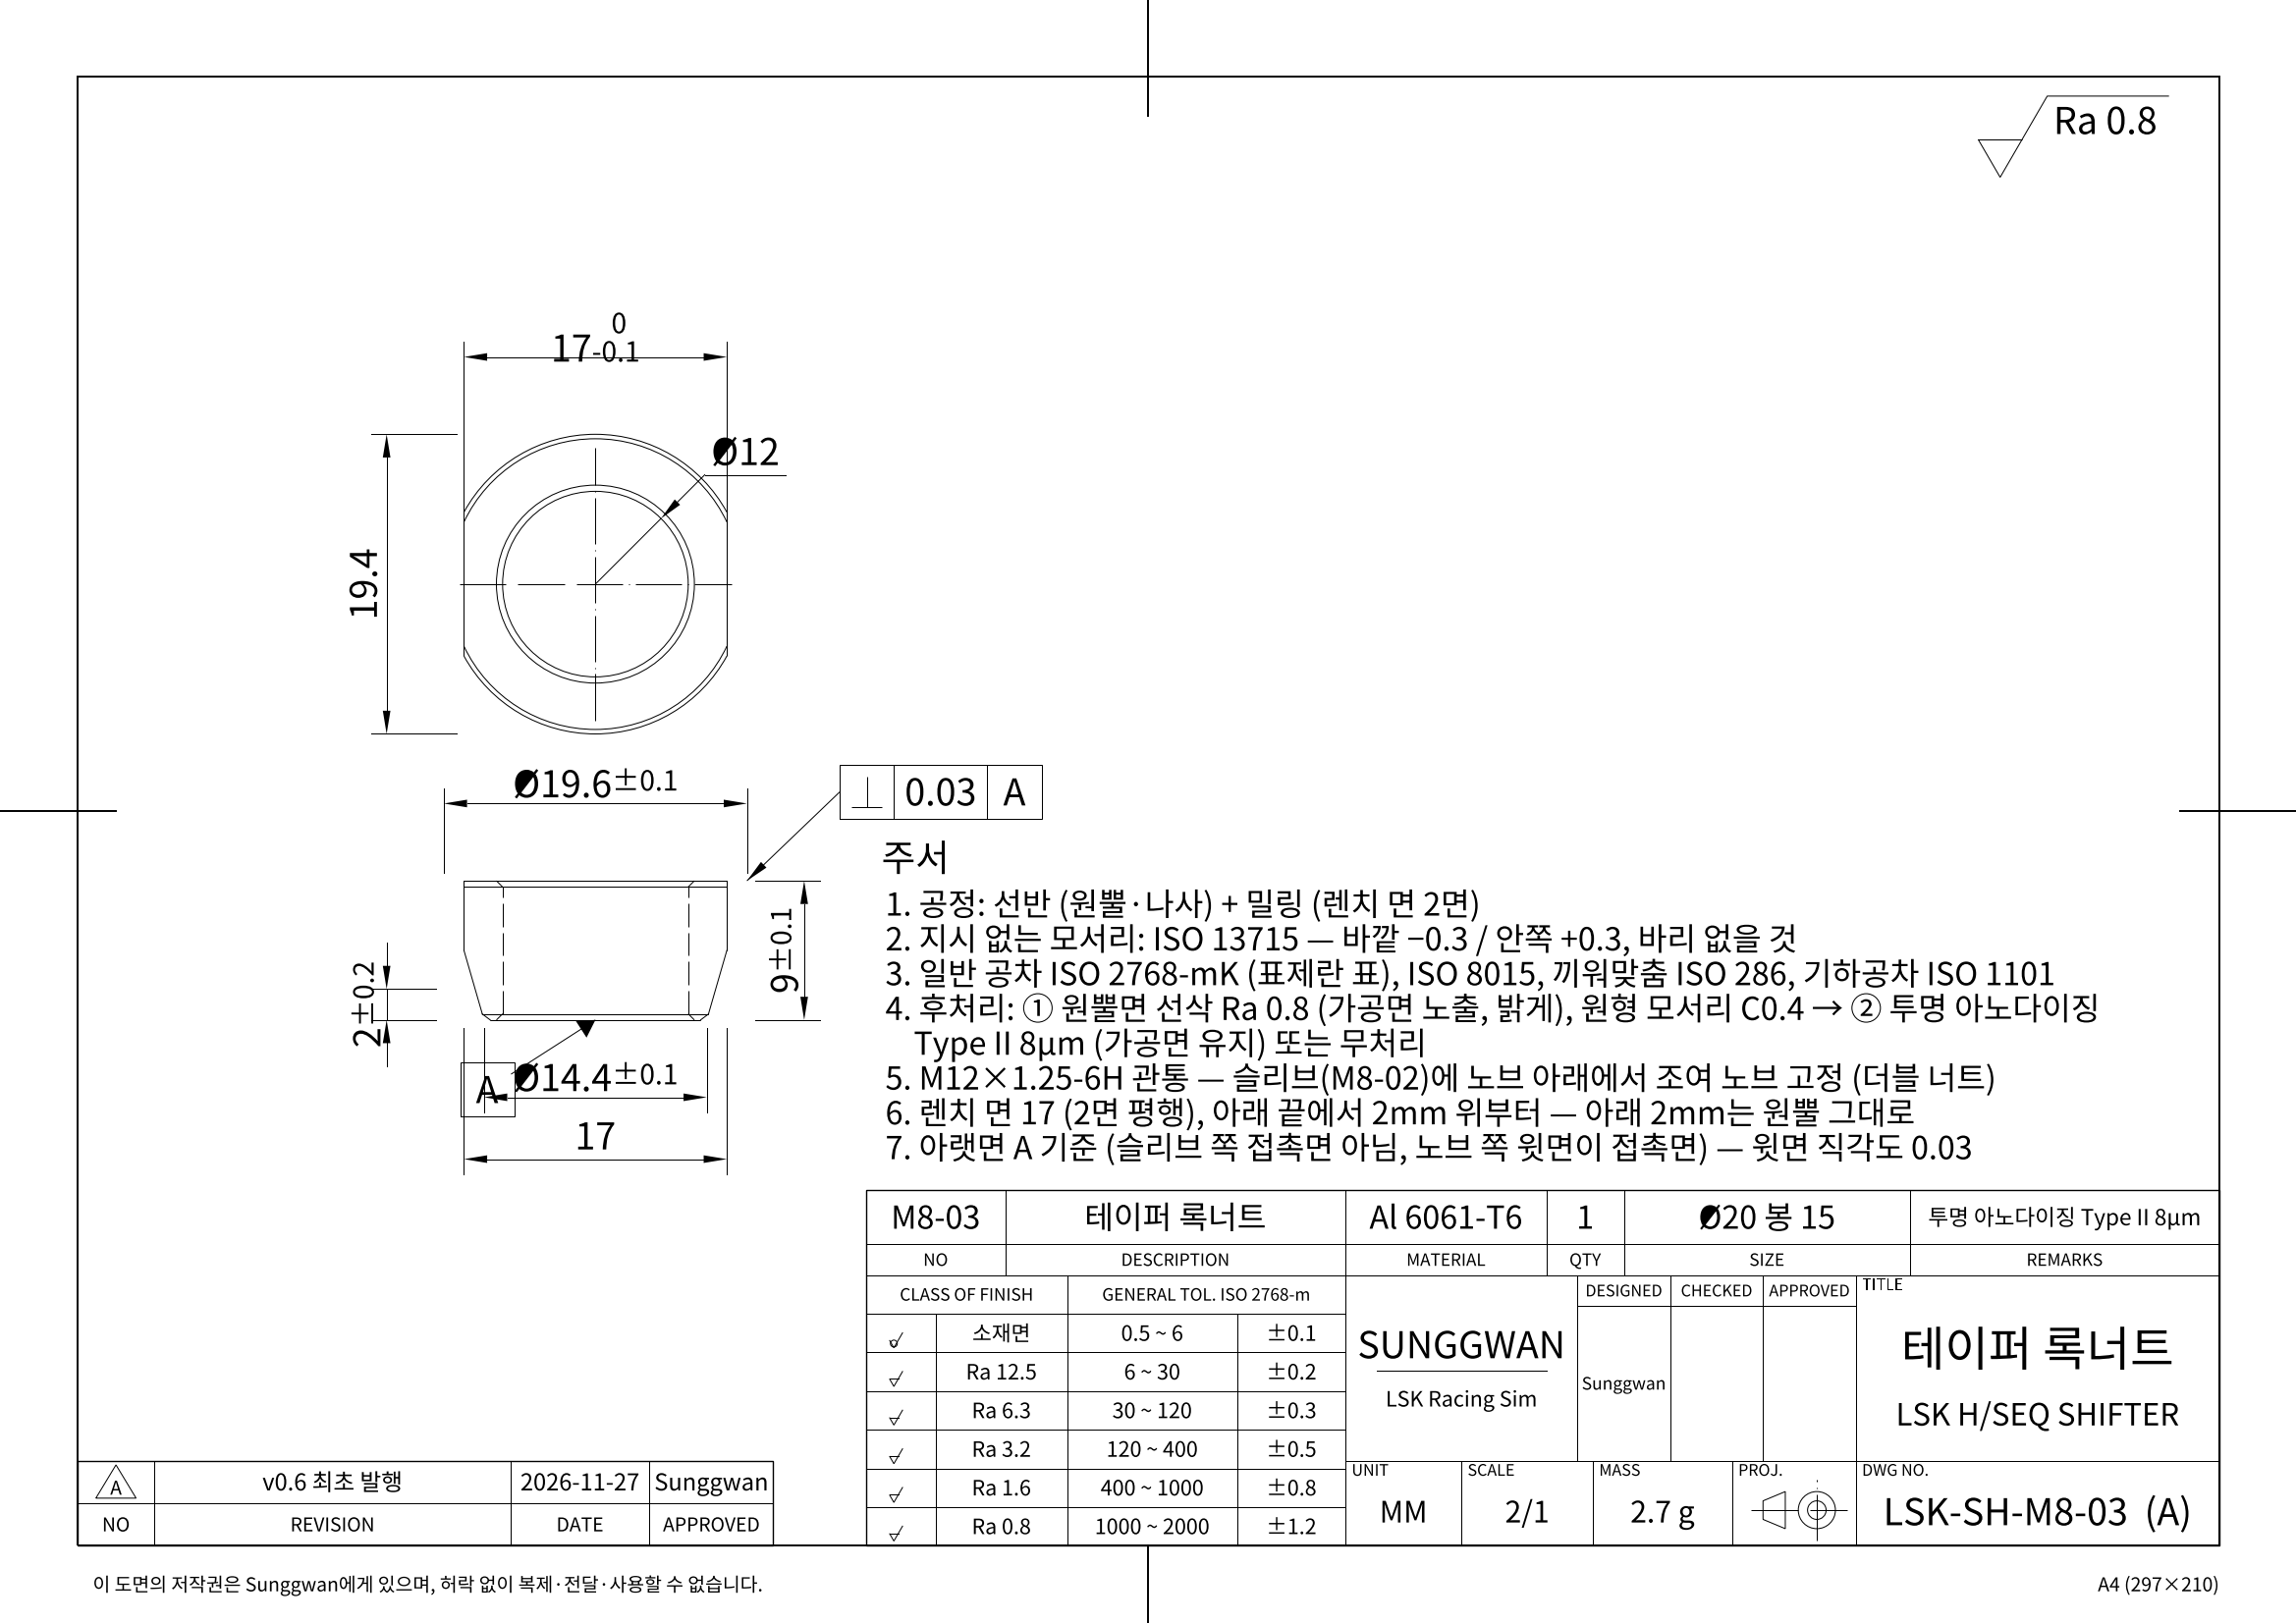 Ra 0.8
17 0 -0.1
Ø12
19.4
Ø19.6±0.1
⊥ 0.03 A
9±0.1
2±0.2
A
Ø14.4±0.1
17
주서
1. 공정: 선반 (원뿔·나사) + 밀링 (렌치 면 2면)
2. 지시 없는 모서리: ISO 13715 — 바깥 −0.3 / 안쪽 +0.3, 바리 없을 것
3. 일반 공차 ISO 2768-mK (표제란 표), ISO 8015, 끼워맞춤 ISO 286, 기하공차 ISO 1101
4. 후처리: ① 원뿔면 선삭 Ra 0.8 (가공면 노출, 밝게), 원형 모서리 C0.4 → ② 투명 아노다이징
Type II 8µm (가공면 유지) 또는 무처리
5. M12×1.25-6H 관통 — 슬리브(M8-02)에 노브 아래에서 조여 노브 고정 (더블 너트)
6. 렌치 면 17 (2면 평행), 아래 끝에서 2mm 위부터 — 아래 2mm는 원뿔 그대로
7. 아랫면 A 기준 (슬리브 쪽 접촉면 아님, 노브 쪽 윗면이 접촉면) — 윗면 직각도 0.03
M8-03 테이퍼 록너트 Al 6061-T6 1 Ø20 봉 15 투명 아노다이징 Type II 8µm
NO DESCRIPTION MATERIAL QTY SIZE REMARKS
CLASS OF FINISH GENERAL TOL. ISO 2768-m
소재면 0.5 ~ 6 ±0.1
Ra 12.5 6 ~ 30 ±0.2
Ra 6.3 30 ~ 120 ±0.3
Ra 3.2 120 ~ 400 ±0.5
Ra 1.6 400 ~ 1000 ±0.8
Ra 0.8 1000 ~ 2000 ±1.2
SUNGGWAN
LSK Racing Sim
DESIGNED CHECKED APPROVED
Sunggwan
TITLE
테이퍼 록너트
LSK H/SEQ SHIFTER
UNIT SCALE MASS PROJ. DWG NO.
MM 2/1 2.7 g LSK-SH-M8-03 (A)
A v0.6 최초 발행 2026-11-27 Sunggwan
NO REVISION DATE APPROVED
이 도면의 저작권은 Sunggwan에게 있으며, 허락 없이 복제·전달·사용할 수 없습니다.
A4 (297×210)